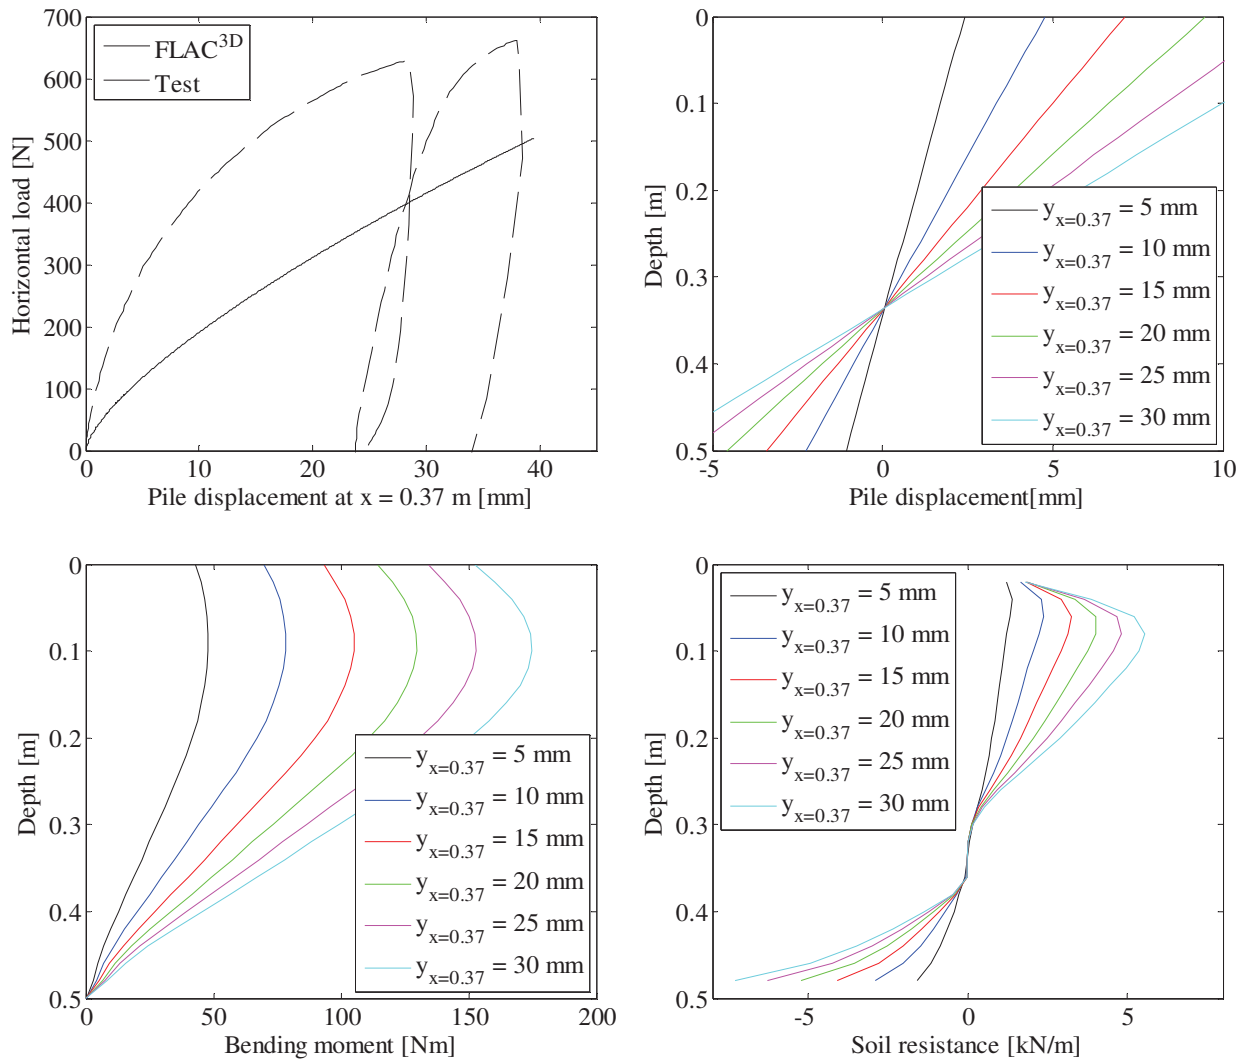 700
600
500
400
300
200
100
0
Horizontal load [N]
FLAC3D
Test
0 10 20 30 40
Pile displacement at x = 0.37 m [mm]
0
0.1
0.2
0.3
0.4
0.5
Depth [m]
yx=0.37 = 5 mm
yx=0.37 = 10 mm
yx=0.37 = 15 mm
yx=0.37 = 20 mm
yx=0.37 = 25 mm
yx=0.37 = 30 mm
-5 0 5 10
Pile displacement[mm]
0
0.1
0.2
0.3
0.4
0.5
Depth [m]
yx=0.37 = 5 mm
yx=0.37 = 10 mm
yx=0.37 = 15 mm
yx=0.37 = 20 mm
yx=0.37 = 25 mm
yx=0.37 = 30 mm
0 50 100 150 200
Bending moment [Nm]
0
0.1
0.2
0.3
0.4
0.5
Depth [m]
yx=0.37 = 5 mm
yx=0.37 = 10 mm
yx=0.37 = 15 mm
yx=0.37 = 20 mm
yx=0.37 = 25 mm
yx=0.37 = 30 mm
-5 0 5
Soil resistance [kN/m]